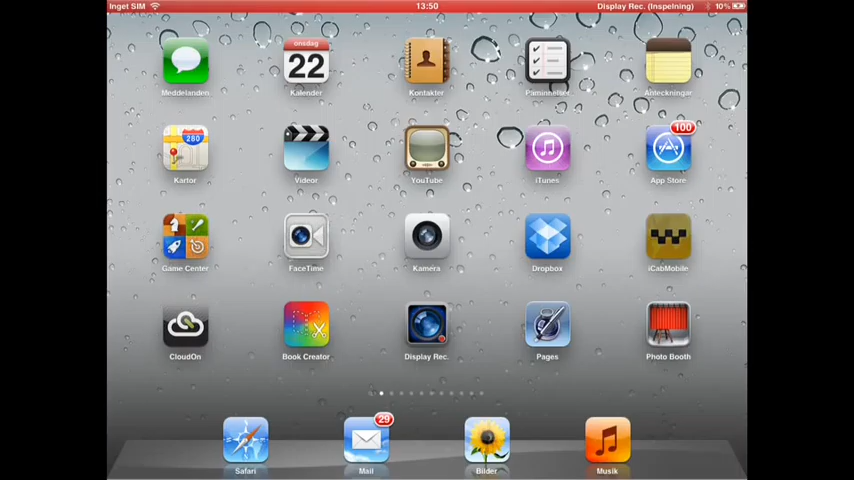 Inget SIM 13:50 Display Rec. (Inspelning) 10%
onsdag
22
Meddelanden Kalender Kontakter Påminnelser Anteckningar
280 100
Kartor Videor YouTube iTunes App Store
Game Center FaceTime Kamera Dropbox iCabMobile
CloudOn Book Creator Display Rec. Pages Photo Booth
29
Safari Mail Bilder Musik